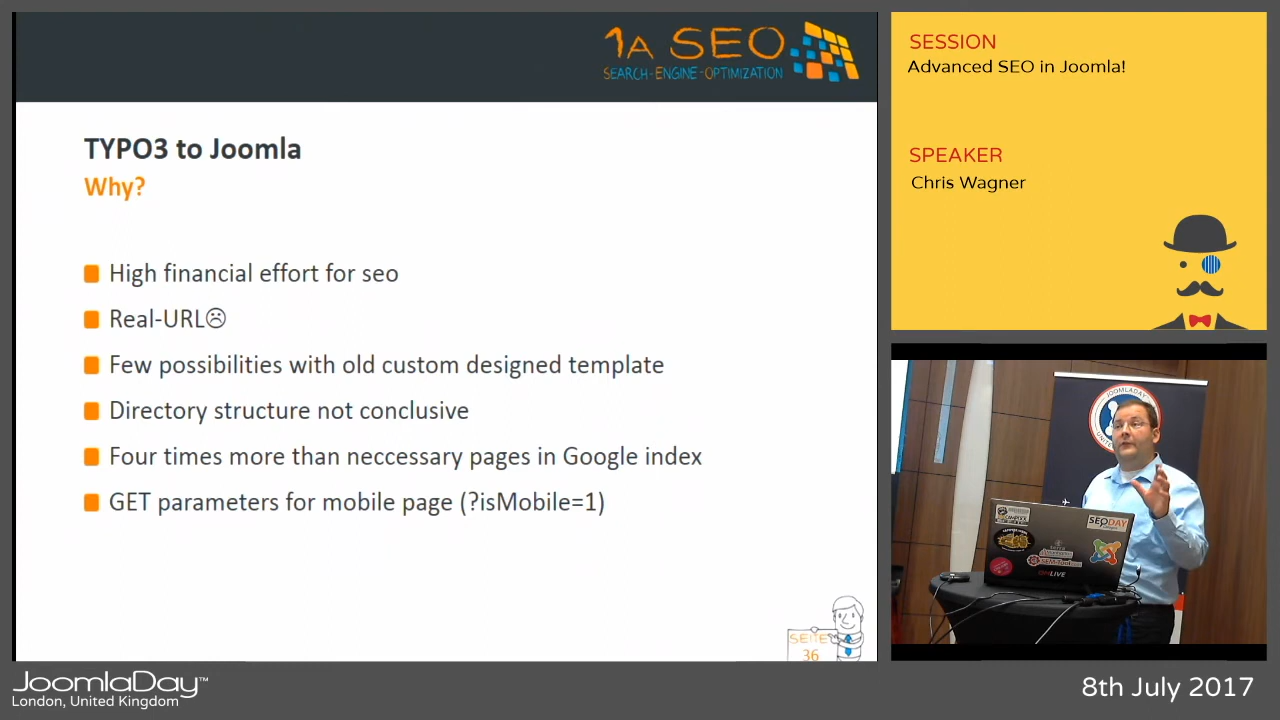 1A SEO
SEARCH-ENGINE-OPTIMIZATION
TYPO3 to Joomla
Why?
High financial effort for seo
Real-URL☹
Few possibilities with old custom designed template
Directory structure not conclusive
Four times more than neccessary pages in Google index
GET parameters for mobile page (?isMobile=1)
SEITE
36
SESSION
Advanced SEO in Joomla!
SPEAKER
Chris Wagner
JOOMLADAY
SEODAY
JoomlaDay™
London, United Kingdom
8th July 2017